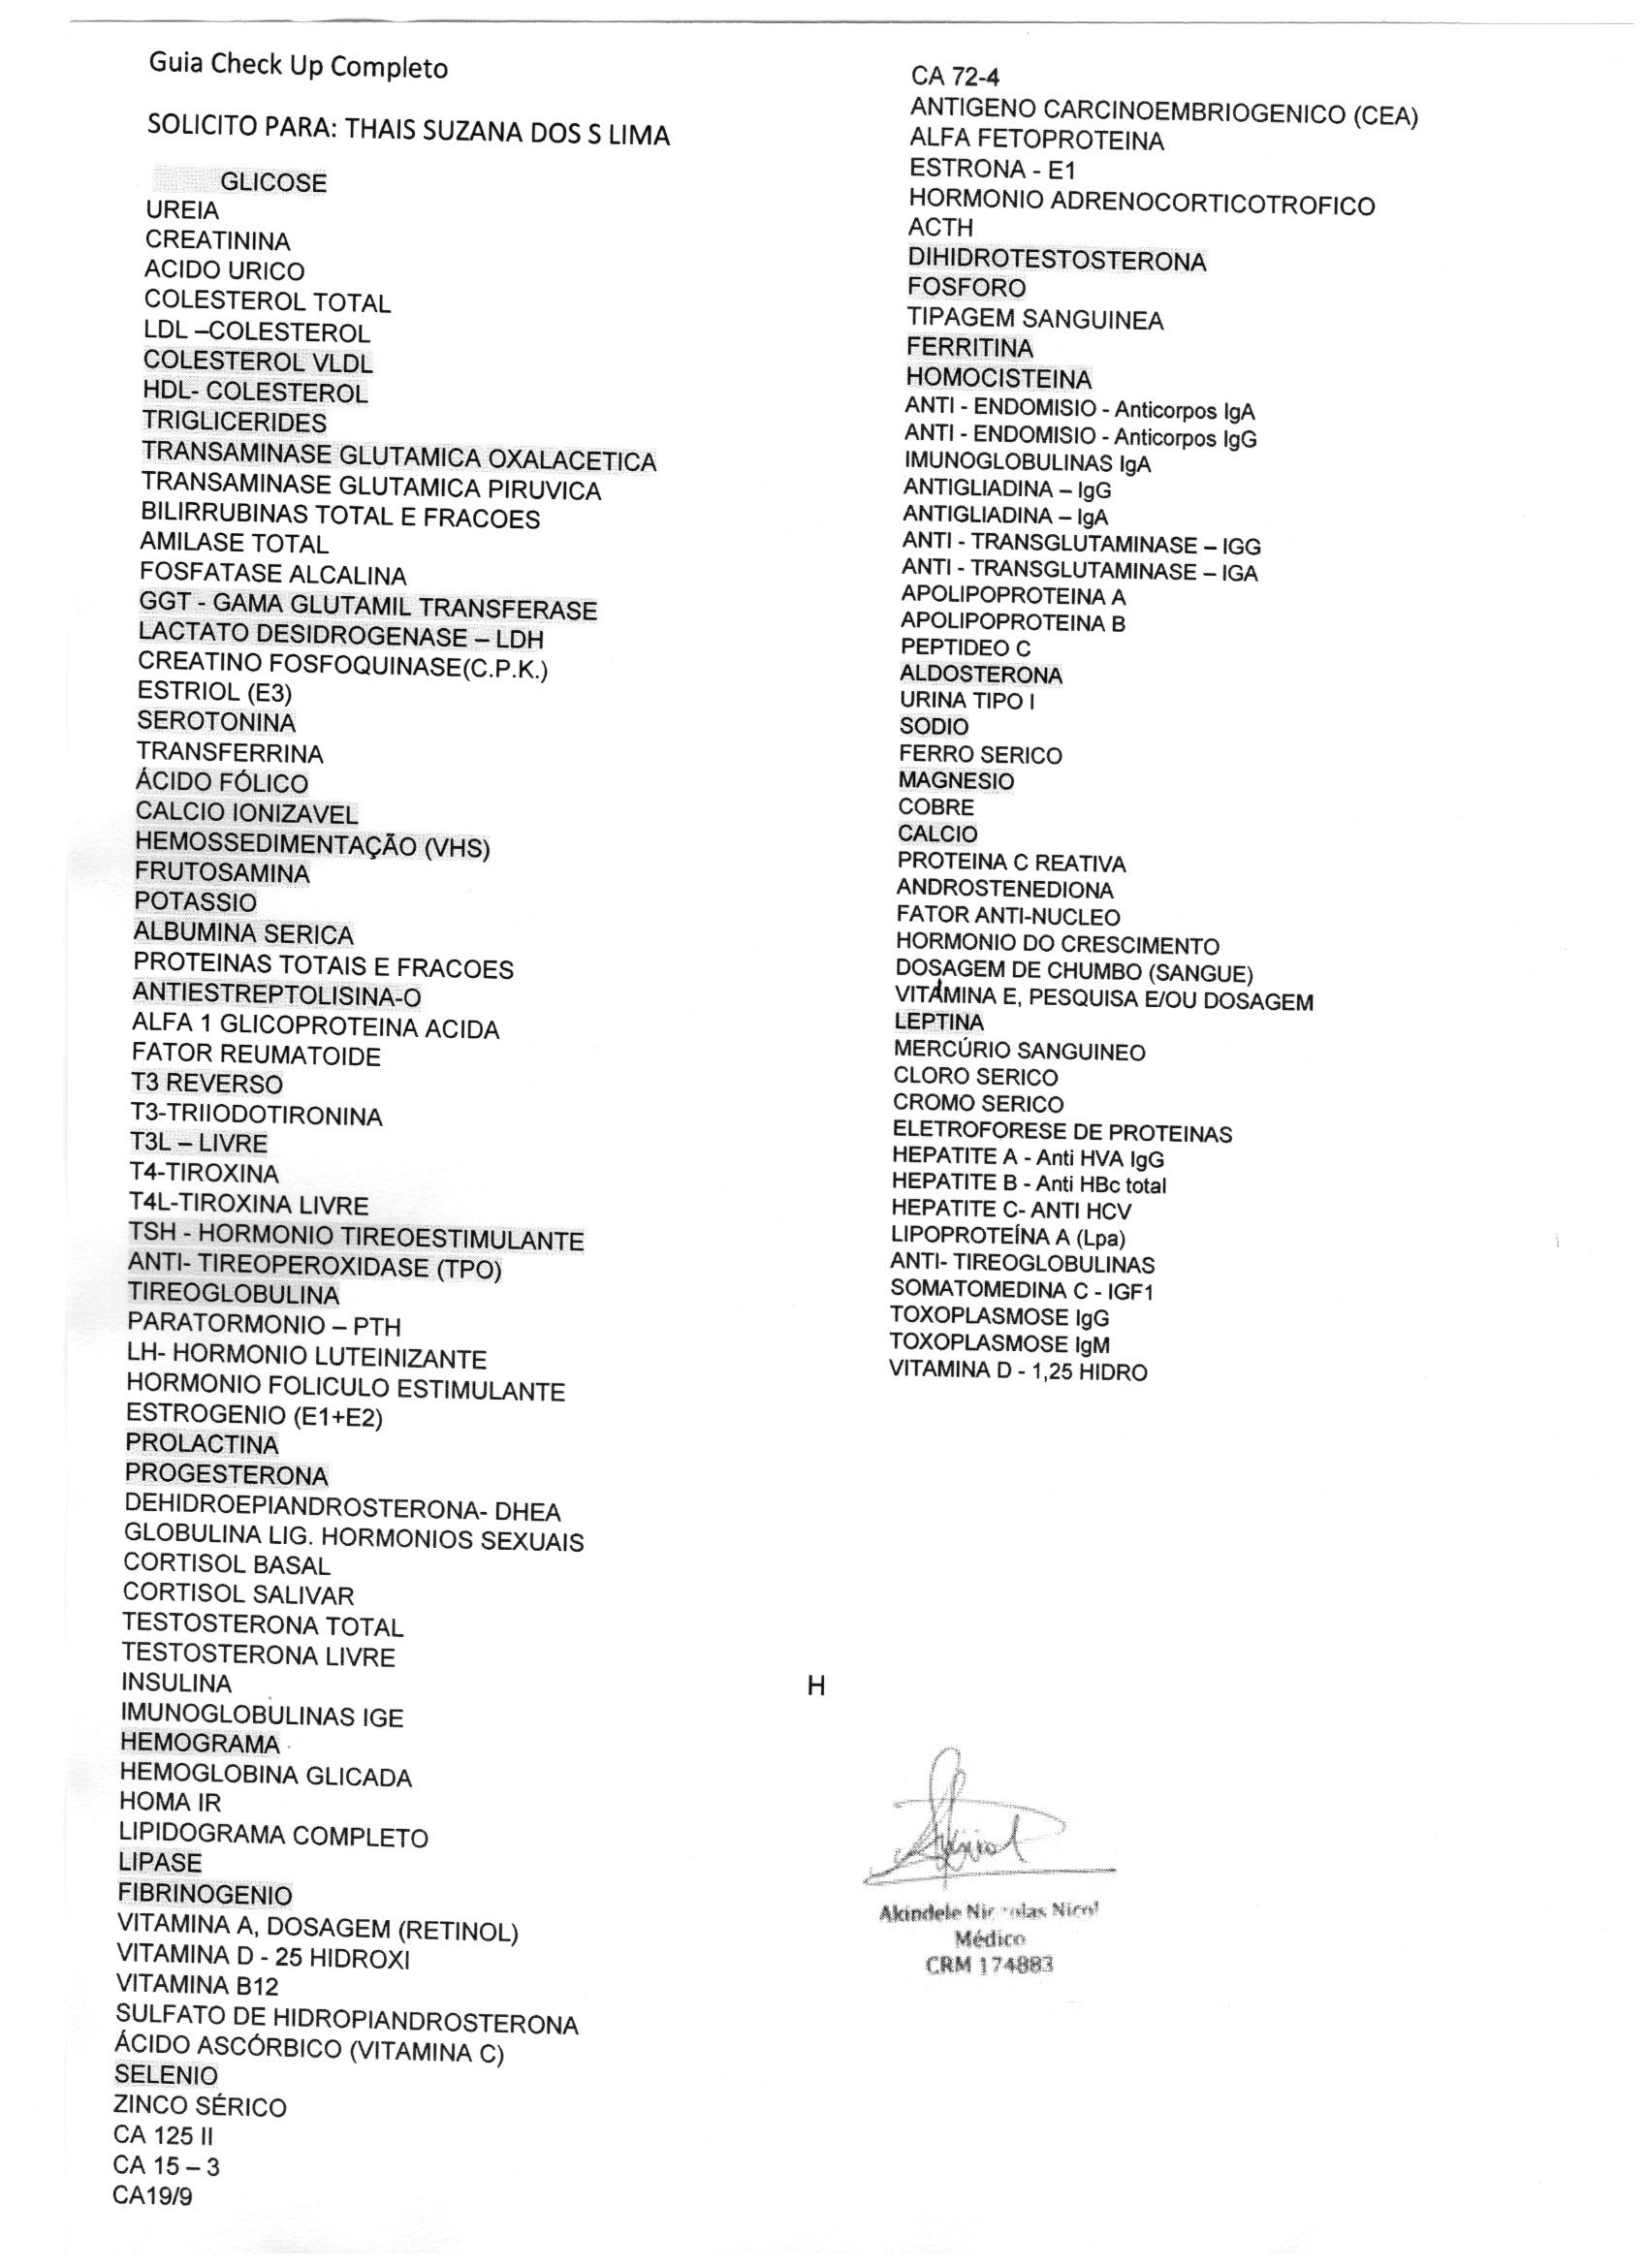 Guia Check Up Completo
SOLICITO PARA: THAIS SUZANA DOS S LIMA
GLICOSE
UREIA
CREATININA
ACIDO URICO
COLESTEROL TOTAL
LDL –COLESTEROL
COLESTEROL VLDL
HDL- COLESTEROL
TRIGLICERIDES
TRANSAMINASE GLUTAMICA OXALACETICA
TRANSAMINASE GLUTAMICA PIRUVICA
BILIRRUBINAS TOTAL E FRACOES
AMILASE TOTAL
FOSFATASE ALCALINA
GGT - GAMA GLUTAMIL TRANSFERASE
LACTATO DESIDROGENASE – LDH
CREATINO FOSFOQUINASE(C.P.K.)
ESTRIOL (E3)
SEROTONINA
TRANSFERRINA
ÁCIDO FÓLICO
CALCIO IONIZAVEL
HEMOSSEDIMENTAÇÃO (VHS)
FRUTOSAMINA
POTASSIO
ALBUMINA SERICA
PROTEINAS TOTAIS E FRACOES
ANTIESTREPTOLISINA-O
ALFA 1 GLICOPROTEINA ACIDA
FATOR REUMATOIDE
T3 REVERSO
T3-TRIIODOTIRONINA
T3L – LIVRE
T4-TIROXINA
T4L-TIROXINA LIVRE
TSH - HORMONIO TIREOESTIMULANTE
ANTI- TIREOPEROXIDASE (TPO)
TIREOGLOBULINA
PARATORMONIO – PTH
LH- HORMONIO LUTEINIZANTE
HORMONIO FOLICULO ESTIMULANTE
ESTROGENIO (E1+E2)
PROLACTINA
PROGESTERONA
DEHIDROEPIANDROSTERONA- DHEA
GLOBULINA LIG. HORMONIOS SEXUAIS
CORTISOL BASAL
CORTISOL SALIVAR
TESTOSTERONA TOTAL
TESTOSTERONA LIVRE
INSULINA
IMUNOGLOBULINAS IGE
HEMOGRAMA
HEMOGLOBINA GLICADA
HOMA IR
LIPIDOGRAMA COMPLETO
LIPASE
FIBRINOGENIO
VITAMINA A, DOSAGEM (RETINOL)
VITAMINA D - 25 HIDROXI
VITAMINA B12
SULFATO DE HIDROPIANDROSTERONA
ÁCIDO ASCÓRBICO (VITAMINA C)
SELENIO
ZINCO SÉRICO
CA 125 II
CA 15 – 3
CA19/9
CA 72-4
ANTIGENO CARCINOEMBRIOGENICO (CEA)
ALFA FETOPROTEINA
ESTRONA - E1
HORMONIO ADRENOCORTICOTROFICO
ACTH
DIHIDROTESTOSTERONA
FOSFORO
TIPAGEM SANGUINEA
FERRITINA
HOMOCISTEINA
ANTI - ENDOMISIO - Anticorpos IgA
ANTI - ENDOMISIO - Anticorpos IgG
IMUNOGLOBULINAS IgA
ANTIGLIADINA – IgG
ANTIGLIADINA – IgA
ANTI - TRANSGLUTAMINASE – IGG
ANTI - TRANSGLUTAMINASE – IGA
APOLIPOPROTEINA A
APOLIPOPROTEINA B
PEPTIDEO C
ALDOSTERONA
URINA TIPO I
SODIO
FERRO SERICO
MAGNESIO
COBRE
CALCIO
PROTEINA C REATIVA
ANDROSTENEDIONA
FATOR ANTI-NUCLEO
HORMONIO DO CRESCIMENTO
DOSAGEM DE CHUMBO (SANGUE)
VITAMINA E, PESQUISA E/OU DOSAGEM
LEPTINA
MERCÚRIO SANGUINEO
CLORO SERICO
CROMO SERICO
ELETROFORESE DE PROTEINAS
HEPATITE A - Anti HVA IgG
HEPATITE B - Anti HBc total
HEPATITE C- ANTI HCV
LIPOPROTEÍNA A (Lpa)
ANTI- TIREOGLOBULINAS
SOMATOMEDINA C - IGF1
TOXOPLASMOSE IgG
TOXOPLASMOSE IgM
VITAMINA D - 1,25 HIDRO
H
Akindele Nicol
Médico
CRM 174883